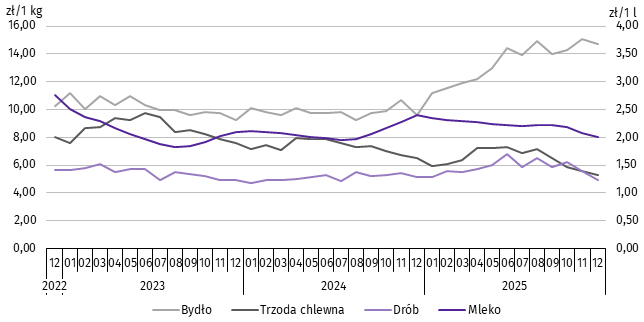 zł/1 kg zł/1 l
16,00 4,00
14,00 3,50
12,00 3,00
10,00 2,50
8,00 2,00
6,00 1,50
4,00 1,00
2,00 0,50
0,00 0,00
12 01 02 03 04 05 06 07 08 09 10 11 12 01 02 03 04 05 06 07 08 09 10 11 12 01 02 03 04 05 06 07 08 09 10 11 12
2022 2023 2024 2025
Bydło Trzoda chlewna Drób Mleko